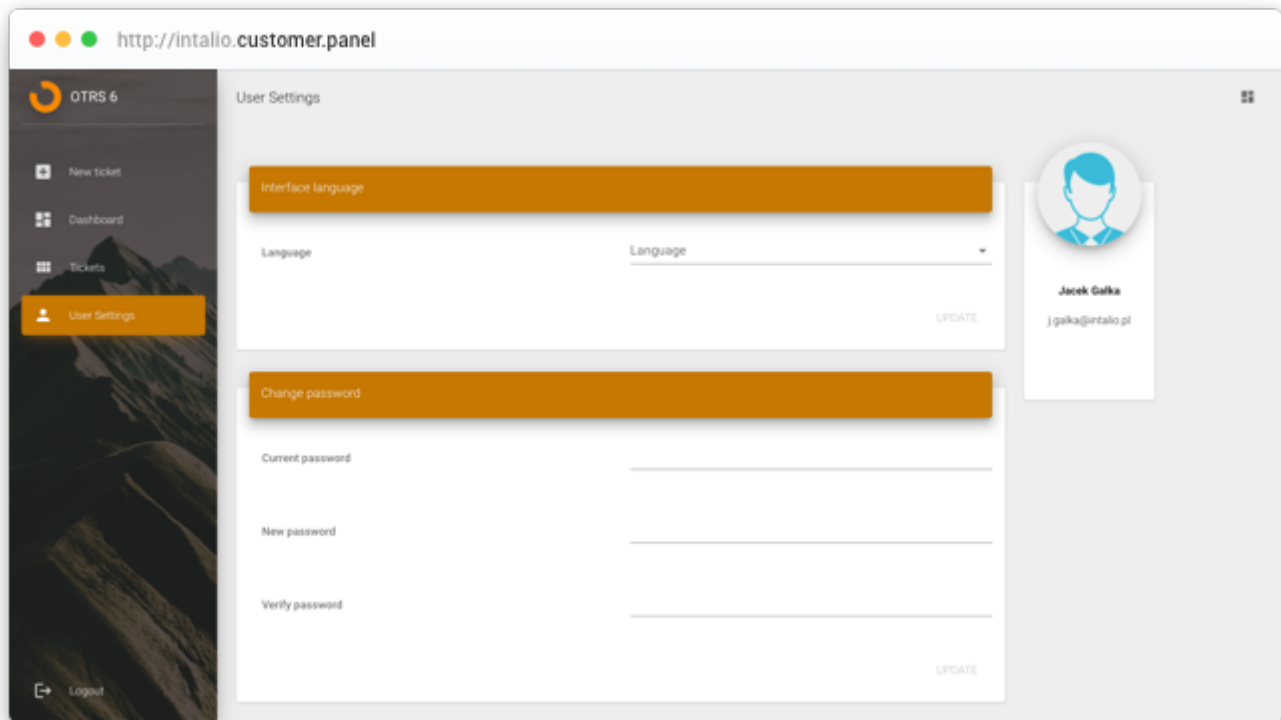 http://intalio.customer.panel
OTRS 6
User Settings
New ticket
Dashboard
Tickets
User Settings
Logout
Interface language
Language
Language
UPDATE
Change password
Current password
New password
Verify password
UPDATE
Jacek Gałka
j.galka@intalio.pl